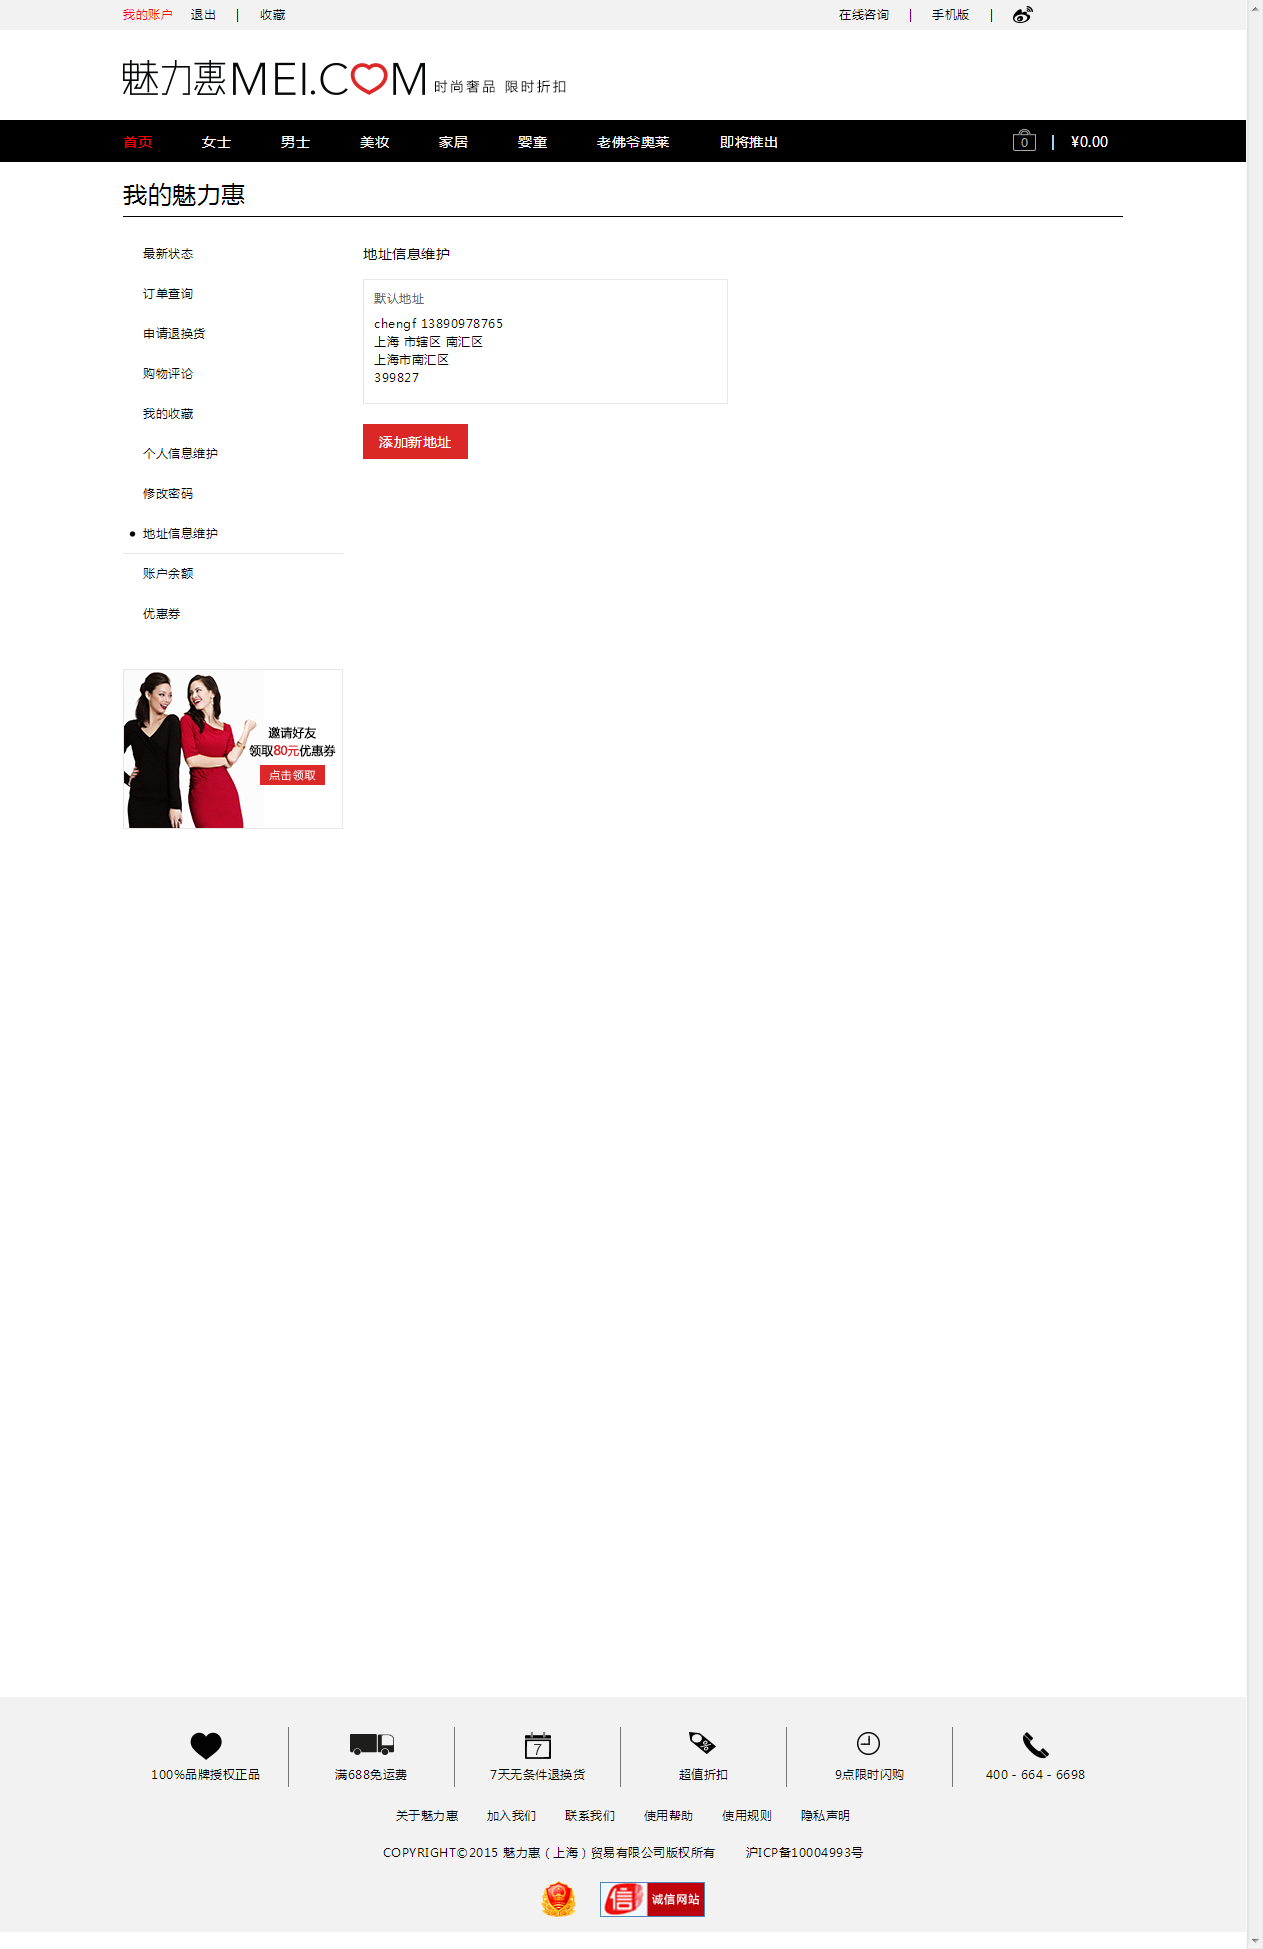 我的账户 退出 | 收藏 在线咨询 | 手机版 |
魅力惠MEI.COM 时尚奢品 限时折扣
首页 女士 男士 美妆 家居 婴童 老佛爷奥莱 即将推出 0 | ¥0.00
我的魅力惠
最新状态
订单查询
申请退换货
购物评论
我的收藏
个人信息维护
修改密码
地址信息维护
账户余额
优惠券
地址信息维护
默认地址
chengf 13890978765
上海 市辖区 南汇区
上海市南汇区
399827
添加新地址
邀请好友
领取80元优惠券
点击领取
7 %
100%品牌授权正品 满688免运费 7天无条件退换货 超值折扣 9点限时闪购 400 - 664 - 6698
关于魅力惠 加入我们 联系我们 使用帮助 使用规则 隐私声明
COPYRIGHT©2015 魅力惠 ( 上海 ) 贸易有限公司版权所有 沪ICP备10004993号
信 诚信网站